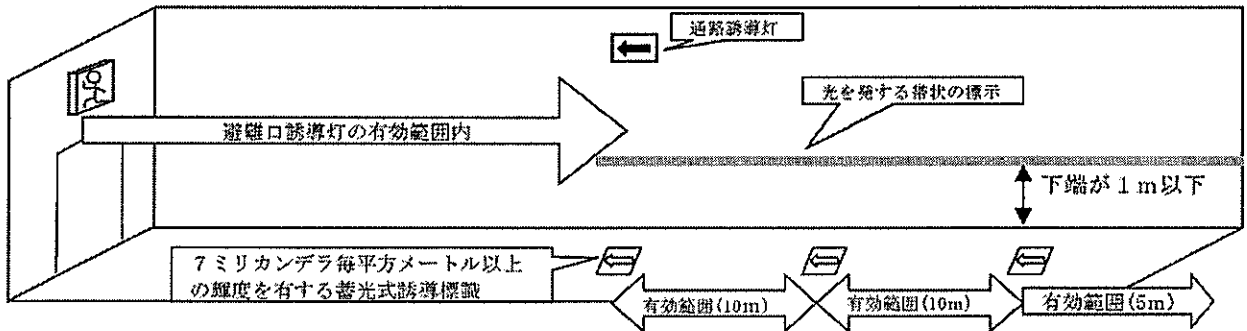 通路誘導灯
光を発する帯状の標示
避難口誘導灯の有効範囲内
下端が1m以下
7ミリカンデラ毎平方メートル以上
の輝度を有する蓄光式誘導標識
有効範囲(10m)
有効範囲(10m)
有効範囲(5m)